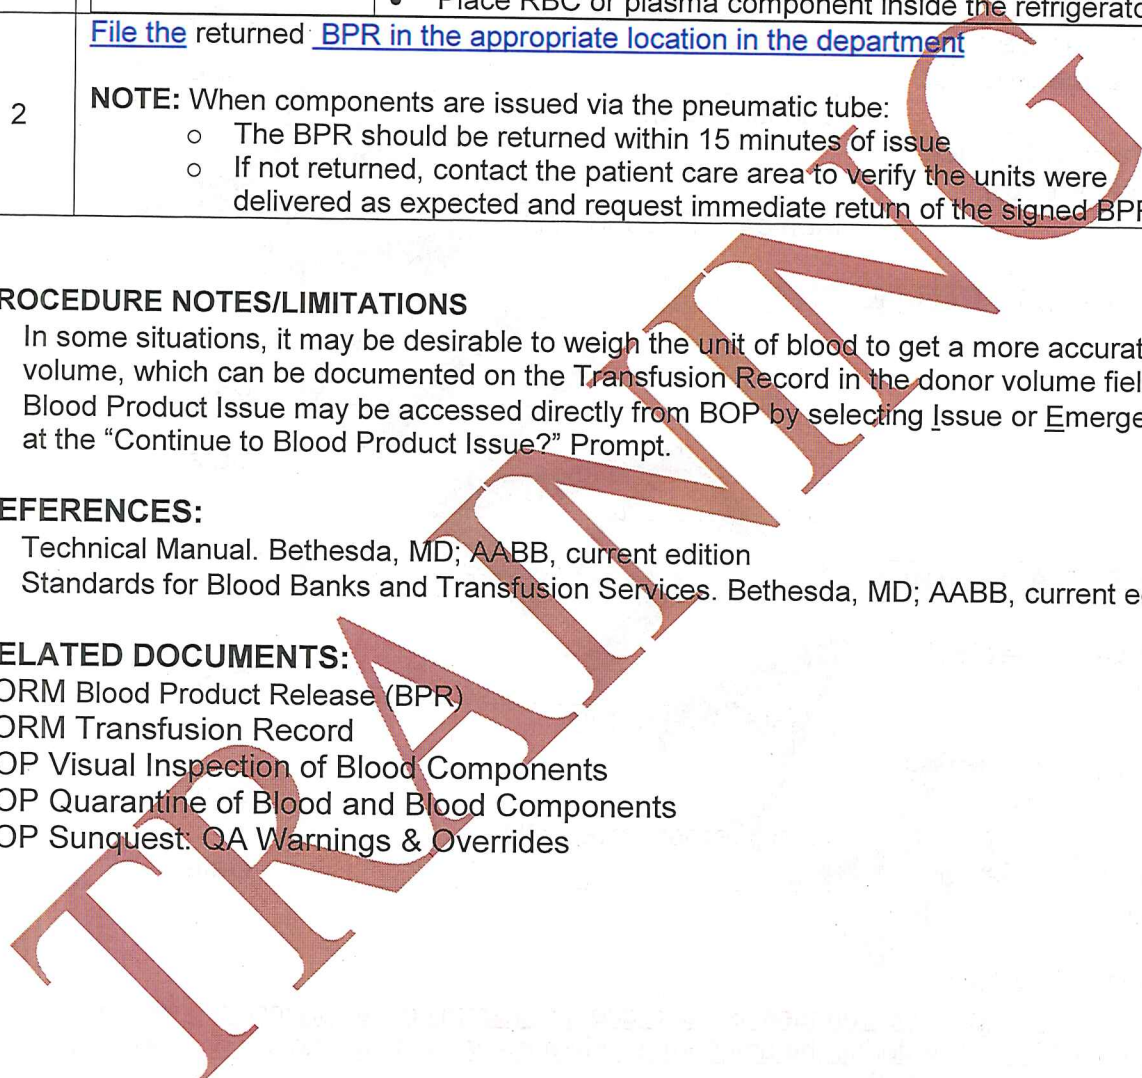 • Place RBC or plasma component inside the refrigerato
File the returned BPR in the appropriate location in the department
2
NOTE: When components are issued via the pneumatic tube:
o The BPR should be returned within 15 minutes of issue
o If not returned, contact the patient care area to verify the units were
delivered as expected and request immediate return of the signed BPR
ROCEDURE NOTES/LIMITATIONS
In some situations, it may be desirable to weigh the unit of blood to get a more accurat
volume, which can be documented on the Transfusion Record in the donor volume fiel
Blood Product Issue may be accessed directly from BOP by selecting Issue or Emerge
at the “Continue to Blood Product Issue?” Prompt.
EFERENCES:
Technical Manual. Bethesda, MD; AABB, current edition
Standards for Blood Banks and Transfusion Services. Bethesda, MD; AABB, current e
ELATED DOCUMENTS:
ORM Blood Product Release (BPR)
ORM Transfusion Record
OP Visual Inspection of Blood Components
OP Quarantine of Blood and Blood Components
OP Sunquest: QA Warnings & Overrides
TRAINING